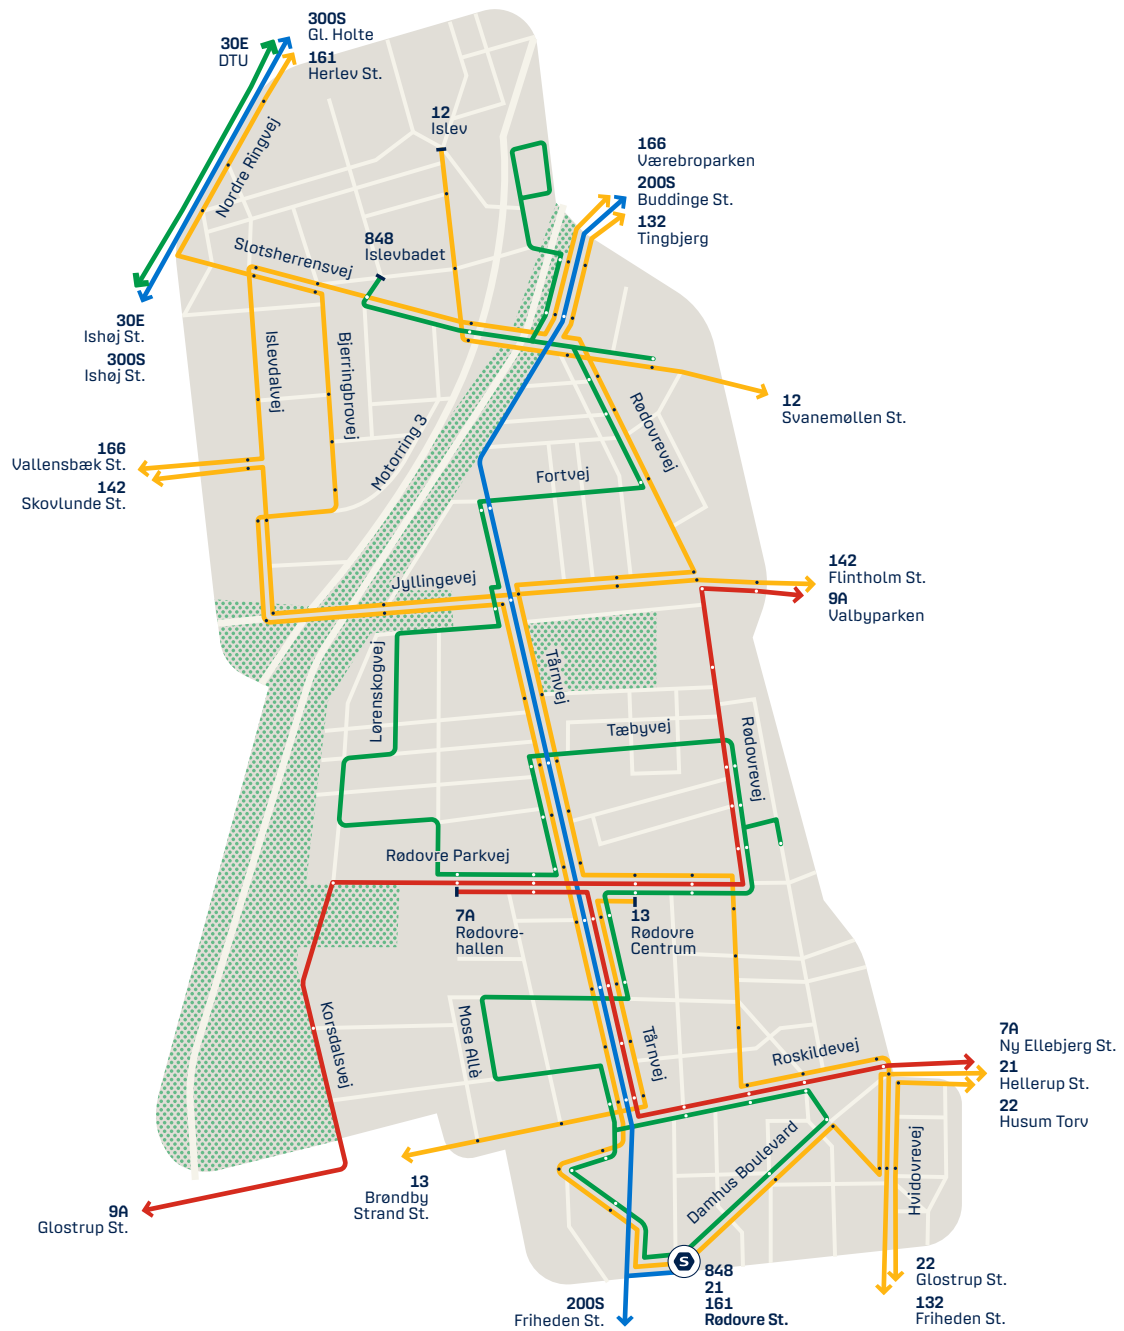 300S
Gl. Holte
30E
DTU
161
Herlev St.
12
Islev
166
Værebroparken
200S
Buddinge St.
132
Tingbjerg
Nordre Ringvej
848
Islevbadet
Slotsherrensvej
30E
Ishøj St.
300S
Ishøj St.
Islevdalvej
Bjerringbrovej
Motorring 3
Rødovrevej
12
Svanemøllen St.
166
Vallensbæk St.
142
Skovlunde St.
Fortvej
Jyllingevej
142
Flintholm St.
9A
Valbyparken
Lørenskogvej
Tårnvej
Tæbyvej
Rødovrevej
Rødovre Parkvej
7A
Rødovre-
hallen
13
Rødovre
Centrum
Korsdalsvej
Mose Allè
Tårnvej
Roskildevej
7A
Ny Ellebjerg St.
21
Hellerup St.
22
Husum Torv
Damhus Boulevard
Hvidovrevej
13
Brøndby
Strand St.
9A
Glostrup St.
S
848
21
161
Rødovre St.
200S
Friheden St.
22
Glostrup St.
132
Friheden St.